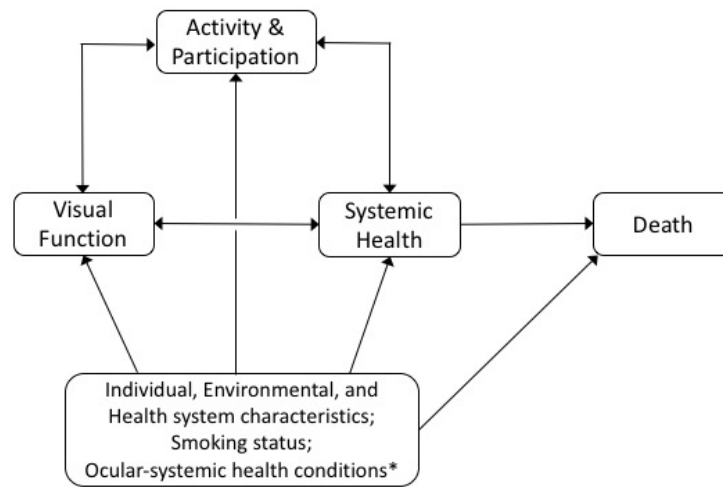 Activity &
Participation
Visual
Function
Systemic
Health
Death
Individual, Environmental, and
Health system characteristics;
Smoking status;
Ocular-systemic health conditions*